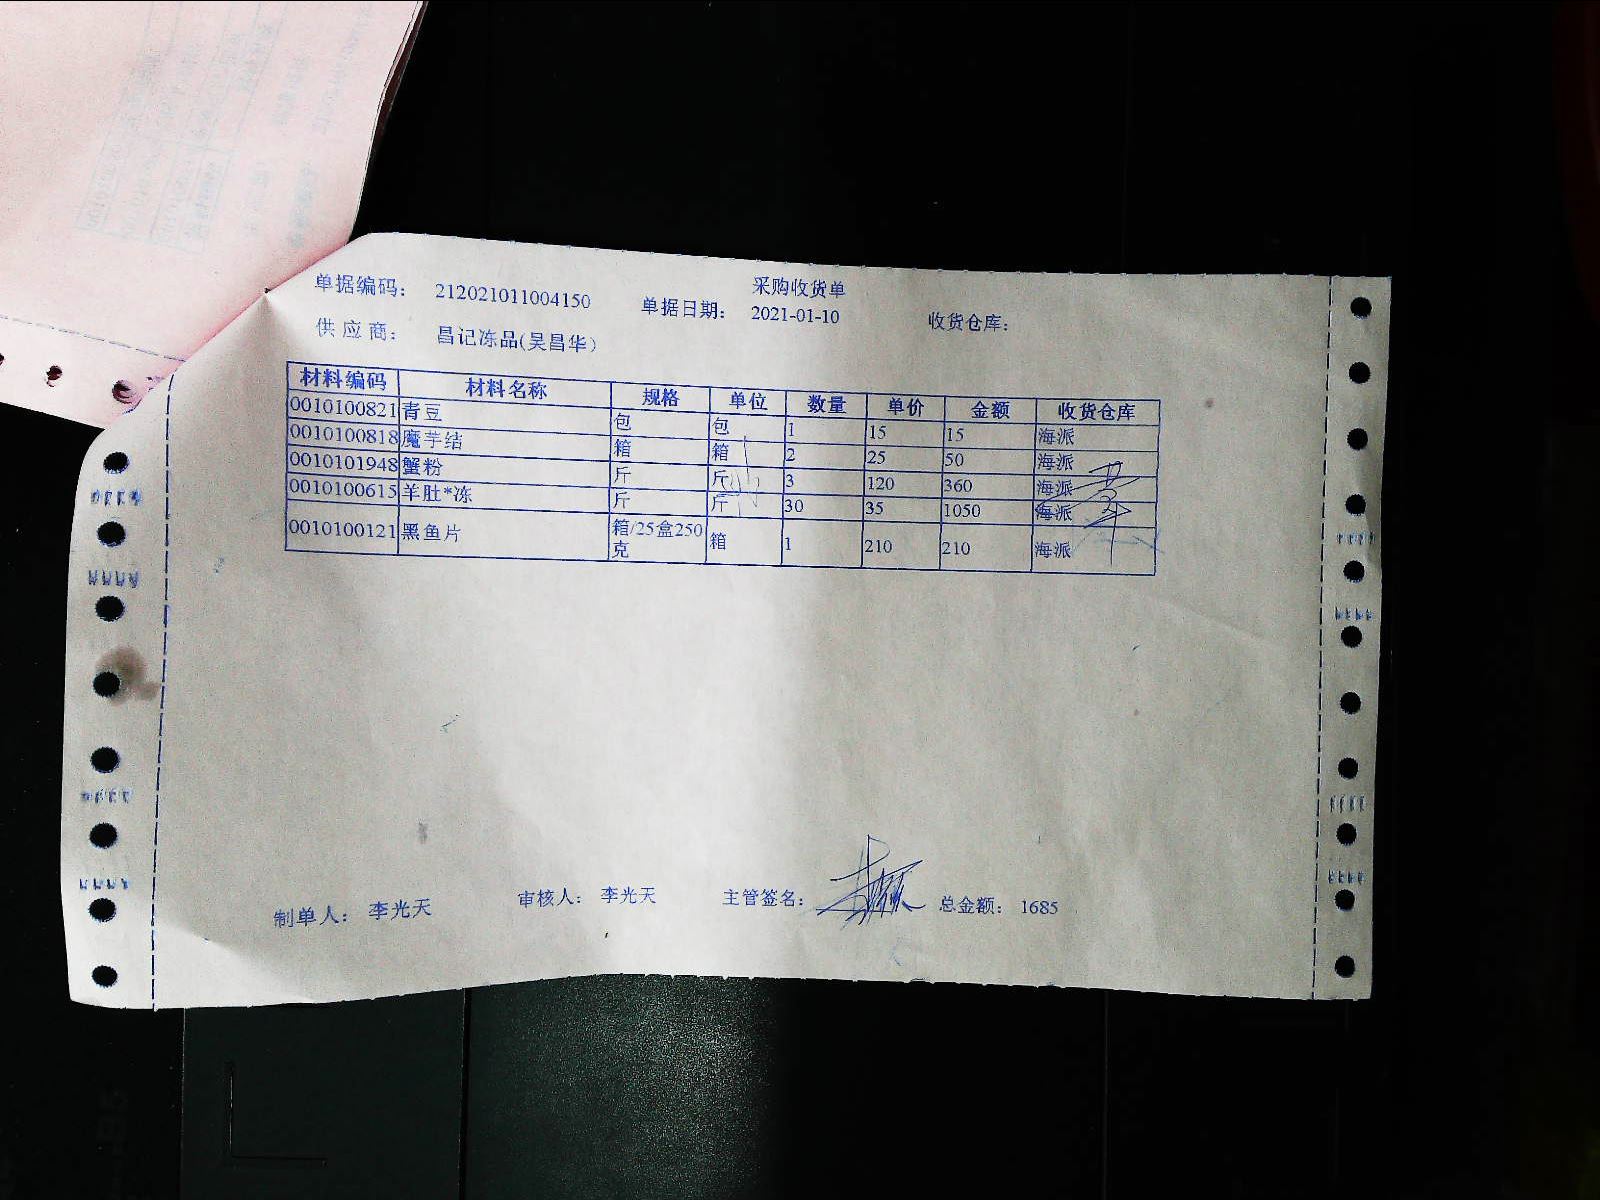 采购收货单
单据编码： 212021011004150 单据日期： 2021-01-10 收货仓库：
供应商： 昌记冻品(吴昌华）
材料编码 材料名称 规格 单位 数量 单价 金额 收货仓库
0010100821 青豆 包 包 1 15 15 海派
0010100818 魔芋结 箱 箱 2 25 50 海派
0010101948 蟹粉 斤 斤 3 120 360 海派
0010100615 羊肚*冻 斤 斤 30 35 1050 海派
0010100121 黑鱼片 箱/25盒250克 箱 1 210 210 海派
制单人： 李光天 审核人： 李光天 主管签名： 总金额： 1685